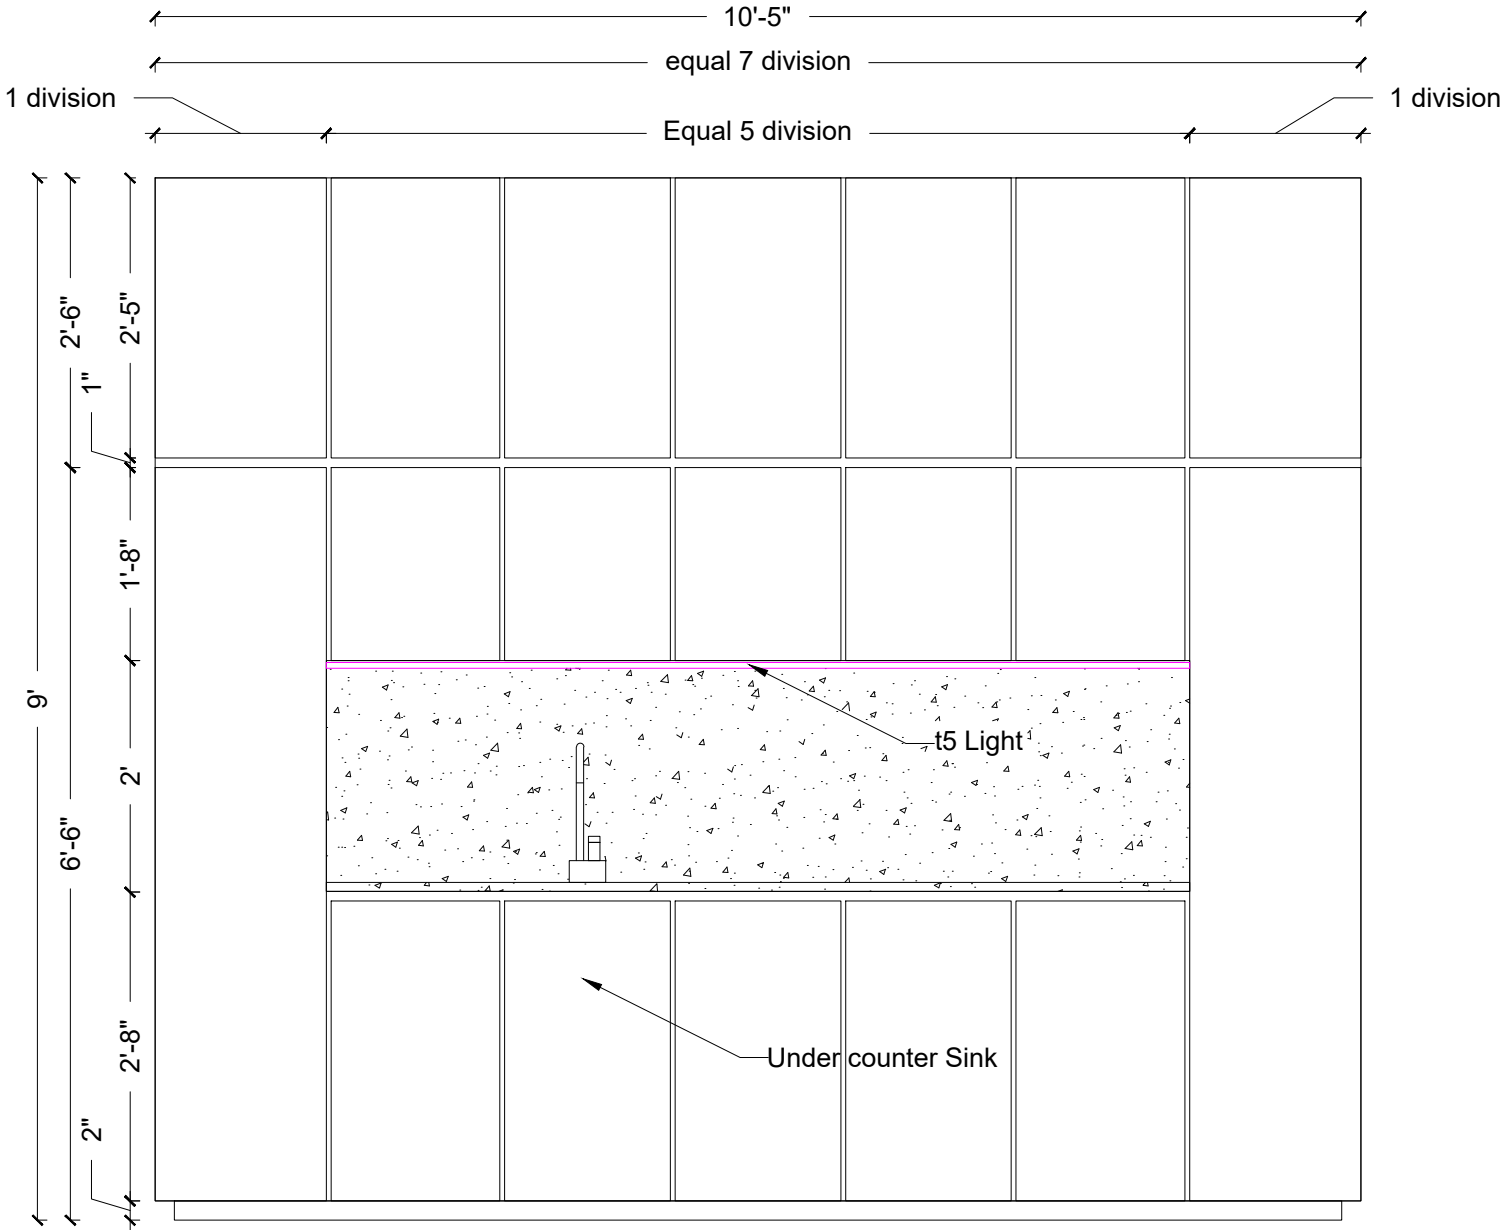 10'-5"
equal 7 division
1 division
1 division
Equal 5 division
2'-6"
2'-5"
1"
1'-8"
9'
t5 Light
2'
6'-6"
2'-8"
Under counter Sink
2"